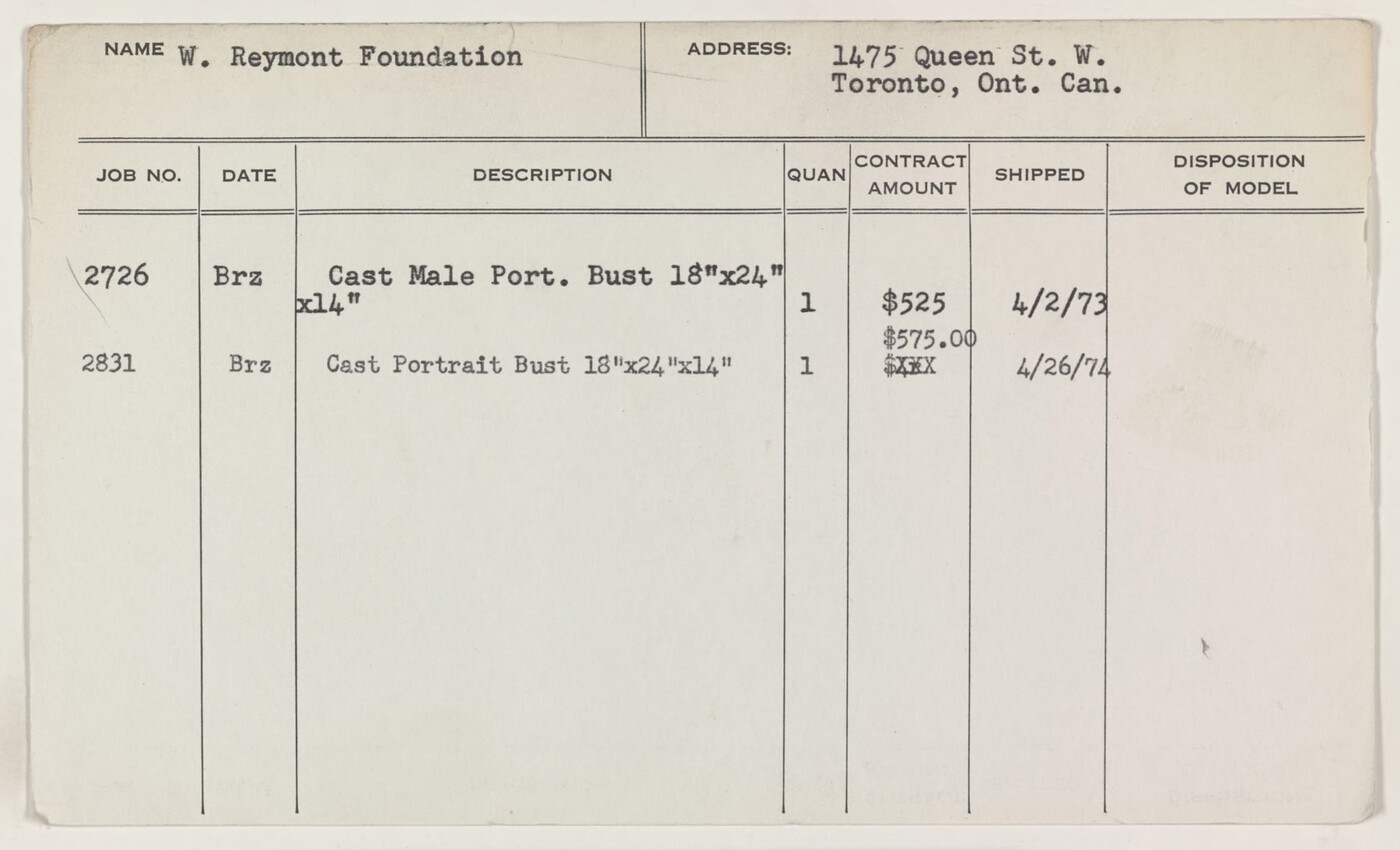 NAME W. Reymont Foundation
ADDRESS: 1475 Queen St. W.
Toronto, Ont. Can.
JOB NO. DATE DESCRIPTION QUAN CONTRACT AMOUNT SHIPPED DISPOSITION OF MODEL
2726 Brz Cast Male Port. Bust 18"x24"
x14" 1 $525 4/2/73
$575.00
2831 Brz Cast Portrait Bust 18"x24"x14" 1 4/26/74